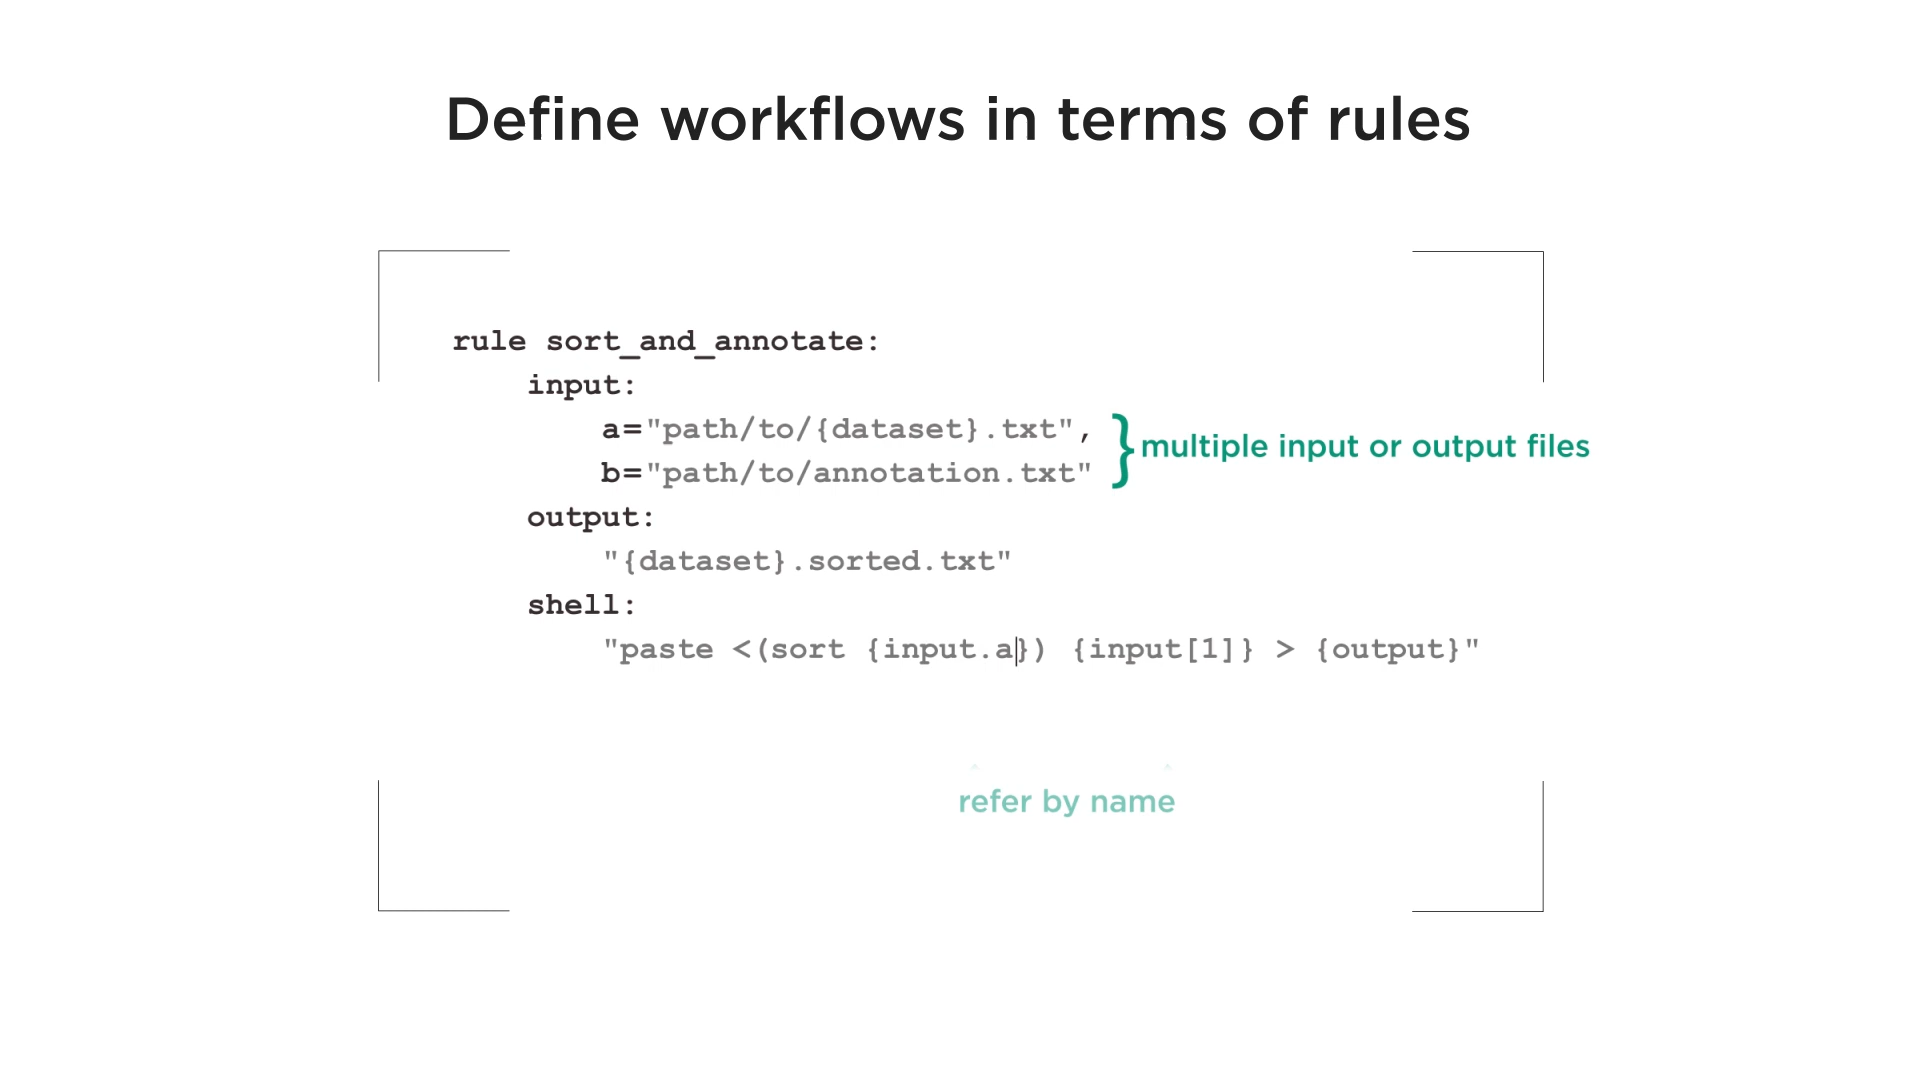 Define workflows in terms of rules
rule sort_and_annotate:
input:
a="path/to/{dataset}.txt",
b="path/to/annotation.txt"
} multiple input or output files
output:
"{dataset}.sorted.txt"
shell:
"paste <(sort {input.a}) {input[1]} > {output}"
refer by name